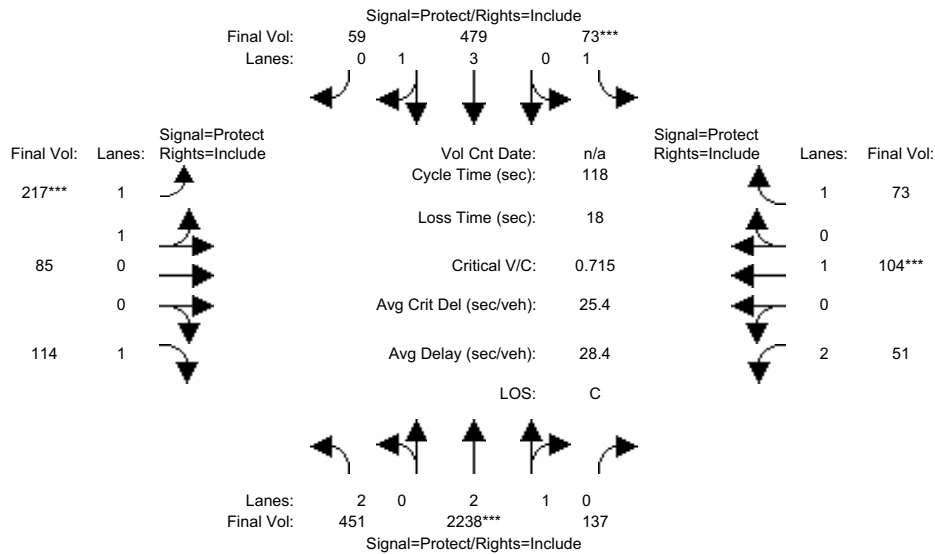 Signal=Protect/Rights=Include
Final Vol: 59 479 73***
Lanes: 0 1 3 0 1
Signal=Protect Signal=Protect
Final Vol: Lanes: Rights=Include Vol Cnt Date: n/a Rights=Include Lanes: Final Vol:
217*** 1 Cycle Time (sec): 118 1 73
1 Loss Time (sec): 18 0
85 0 Critical V/C: 0.715 1 104***
0 Avg Crit Del (sec/veh): 25.4 0
114 1 Avg Delay (sec/veh): 28.4 2 51
LOS: C
Lanes: 2 0 2 1 0
Final Vol: 451 2238*** 137
Signal=Protect/Rights=Include